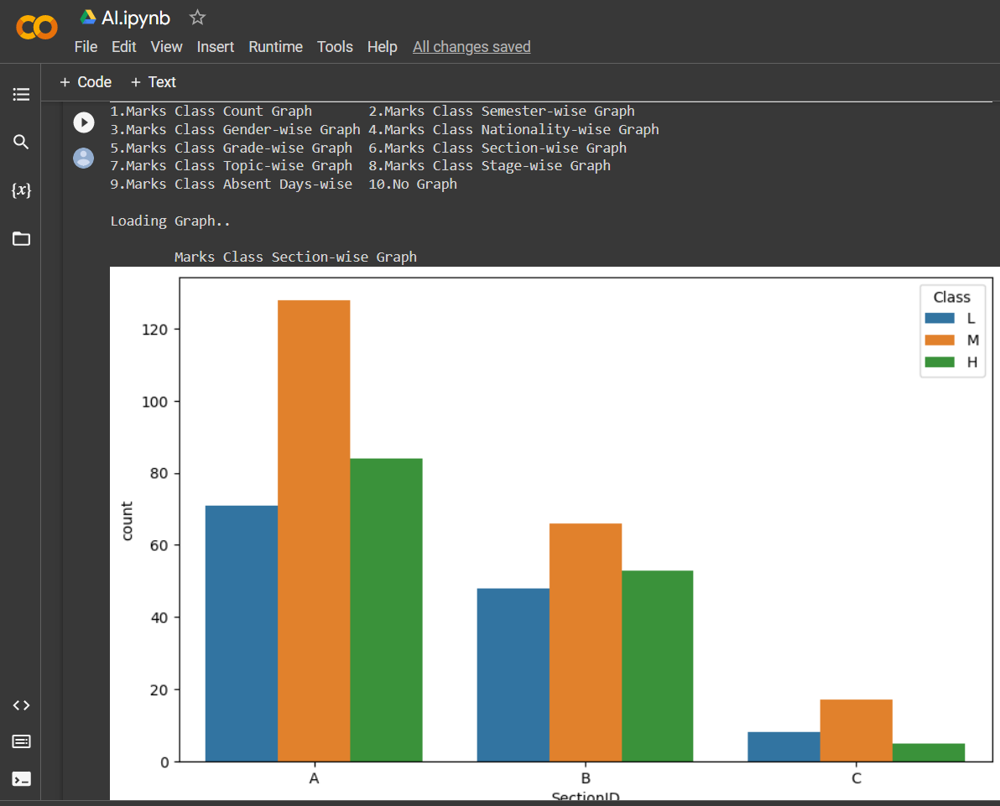 AI.ipynb
File Edit View Insert Runtime Tools Help All changes saved
+ Code + Text
{x}
1.Marks Class Count Graph 2.Marks Class Semester-wise Graph
3.Marks Class Gender-wise Graph 4.Marks Class Nationality-wise Graph
5.Marks Class Grade-wise Graph 6.Marks Class Section-wise Graph
7.Marks Class Topic-wise Graph 8.Marks Class Stage-wise Graph
9.Marks Class Absent Days-wise 10.No Graph
Loading Graph..
Marks Class Section-wise Graph
Class
L
M
H
120
100
80
60
40
20
0
count
A B C
SectionID